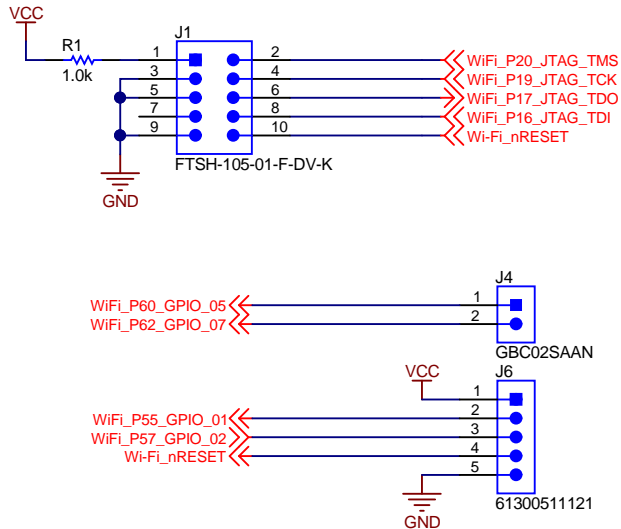 VCC
J1
R1
1.0k
1 2
3 4
5 6
7 8
9 10
WiFi_P20_JTAG_TMS
WiFi_P19_JTAG_TCK
WiFi_P17_JTAG_TDO
WiFi_P16_JTAG_TDI
Wi-Fi_nRESET
FTSH-105-01-F-DV-K
GND
J4
WiFi_P60_GPIO_05 1
WiFi_P62_GPIO_07 2
GBC02SAAN
VCC
J6
1
WiFi_P55_GPIO_01 2
WiFi_P57_GPIO_02 3
Wi-Fi_nRESET 4
5
61300511121
GND